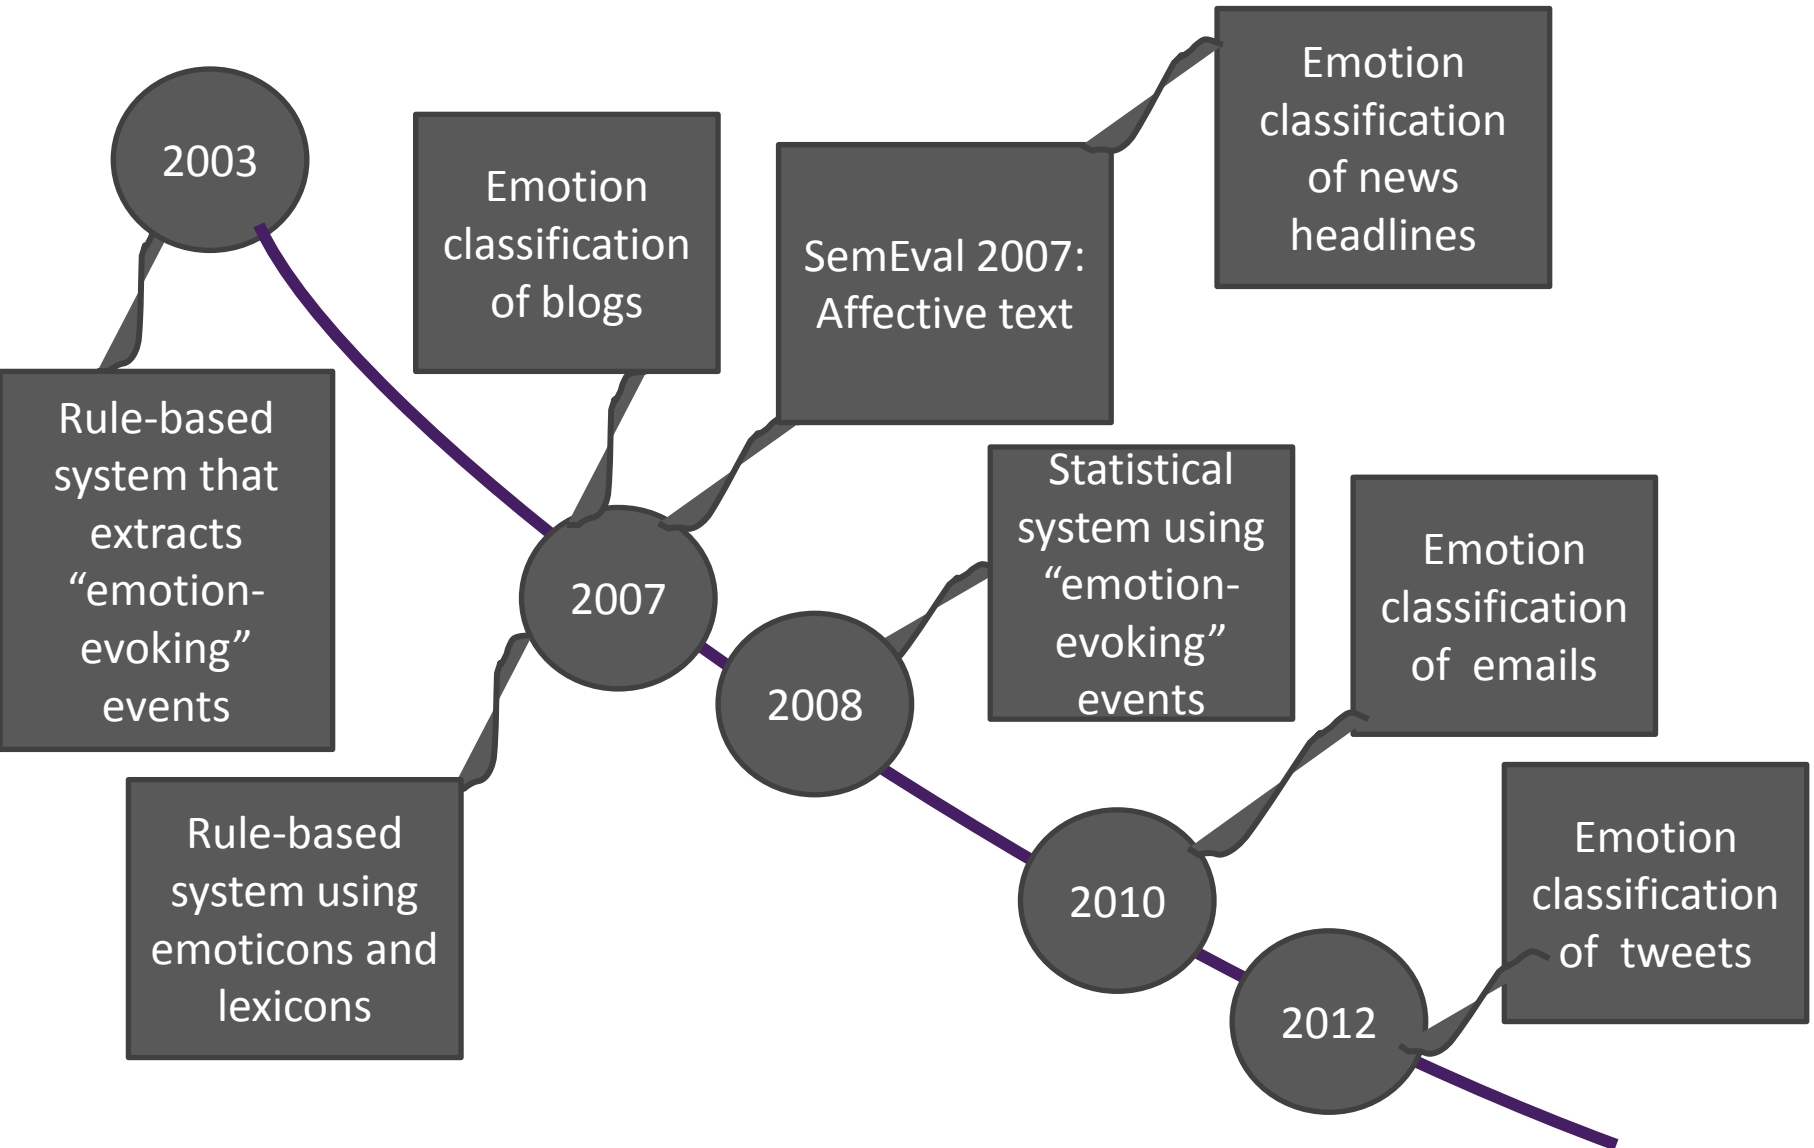 2003
Rule-based
system that
extracts
“emotion-
evoking”
events
Emotion
classification
of blogs
SemEval 2007:
Affective text
Emotion
classification
of news
headlines
2007
Rule-based
system using
emoticons and
lexicons
2008
Statistical
system using
“emotion-
evoking”
events
2010
Emotion
classification
of  emails
2012
Emotion
classification
of  tweets